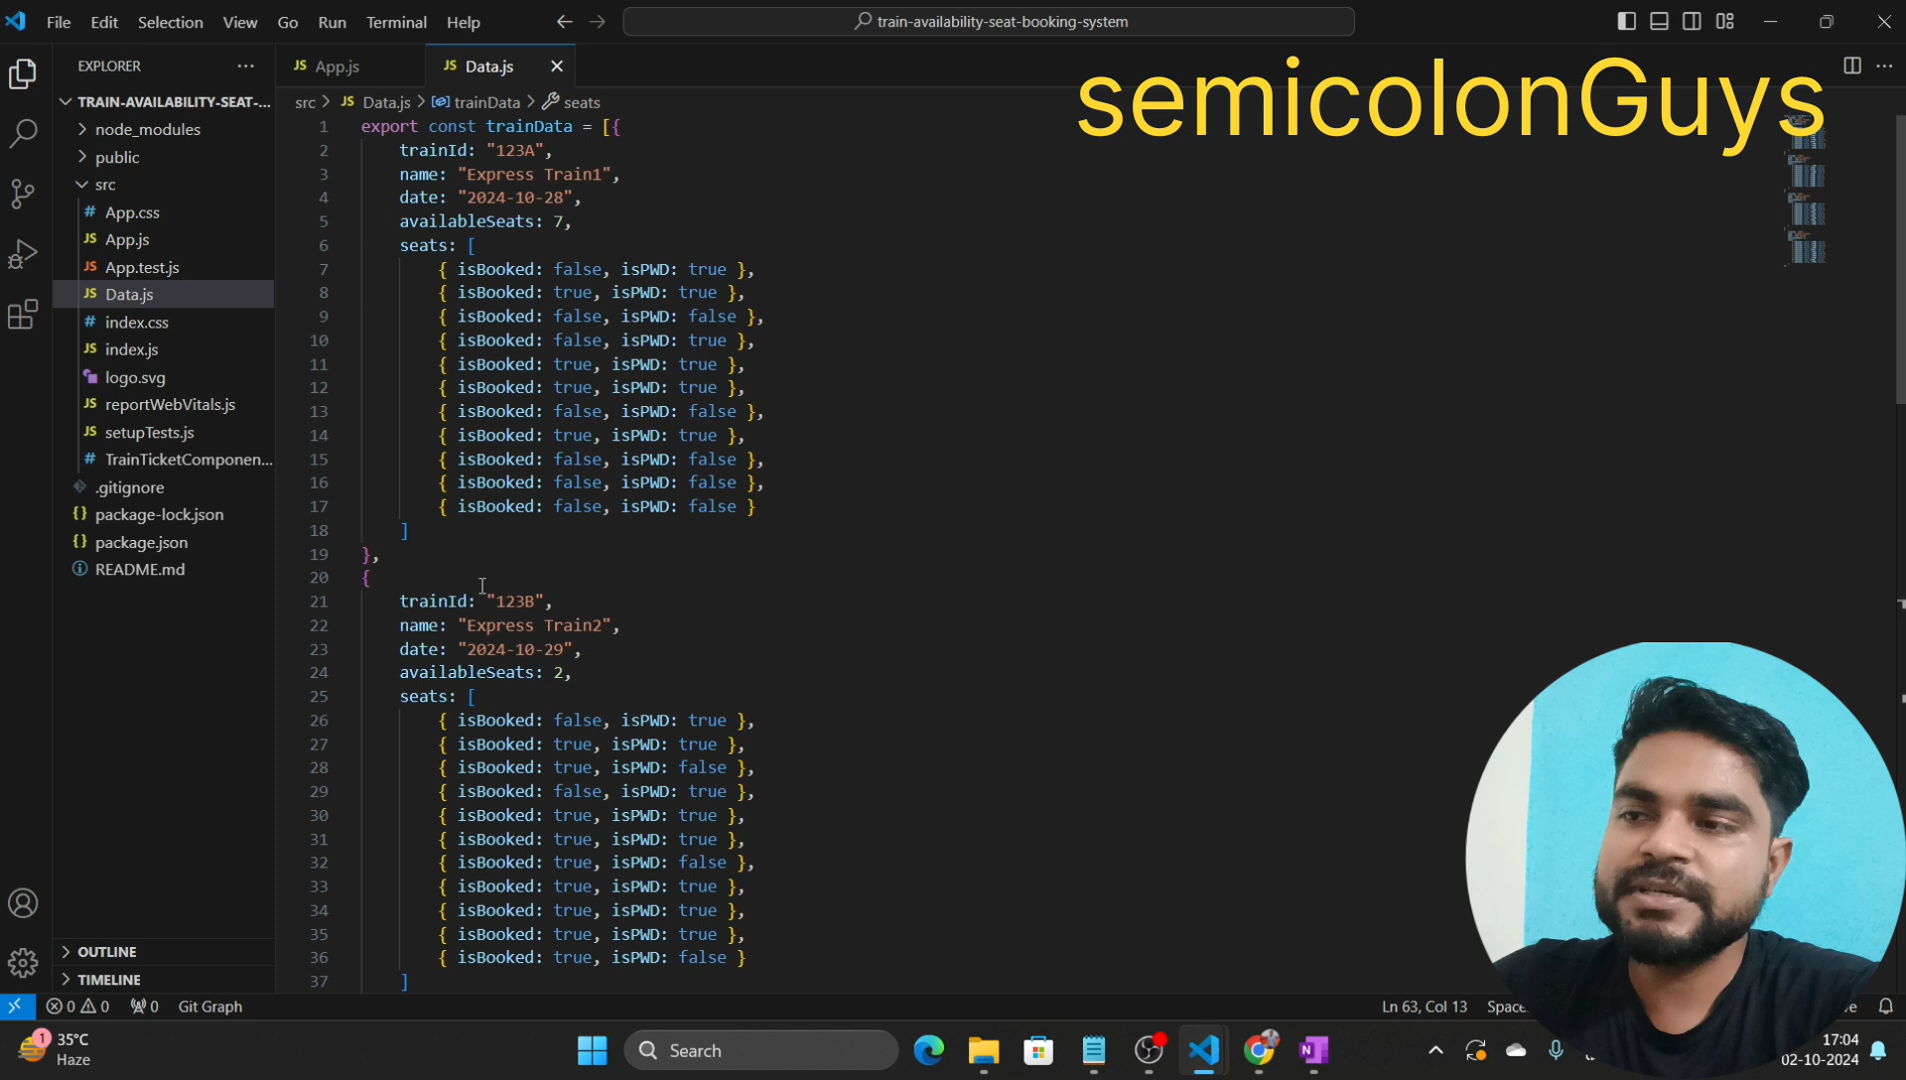 File Edit Selection View Go Run Terminal Help
train-availability-seat-booking-system
EXPLORER
TRAIN-AVAILABILITY-SEAT-...
node_modules
public
src
# App.css
JS App.js
JS App.test.js
JS Data.js
# index.css
JS index.js
logo.svg
JS reportWebVitals.js
JS setupTests.js
# TrainTicketComponen...
.gitignore
{} package-lock.json
{} package.json
README.md
OUTLINE
TIMELINE
JS App.js
JS Data.js
semicolonGuys
src > JS Data.js > trainData > seats
1 export const trainData = [{
2 trainId: "123A",
3 name: "Express Train1",
4 date: "2024-10-28",
5 availableSeats: 7,
6 seats: [
7 { isBooked: false, isPWD: true },
8 { isBooked: true, isPWD: true },
9 { isBooked: false, isPWD: false },
10 { isBooked: false, isPWD: true },
11 { isBooked: true, isPWD: true },
12 { isBooked: true, isPWD: true },
13 { isBooked: false, isPWD: false },
14 { isBooked: true, isPWD: true },
15 { isBooked: false, isPWD: false },
16 { isBooked: false, isPWD: false },
17 { isBooked: false, isPWD: false }
18 ]
19 },
20 {
21 trainId: "123B",
22 name: "Express Train2",
23 date: "2024-10-29",
24 availableSeats: 2,
25 seats: [
26 { isBooked: false, isPWD: true },
27 { isBooked: true, isPWD: true },
28 { isBooked: true, isPWD: false },
29 { isBooked: false, isPWD: true },
30 { isBooked: true, isPWD: true },
31 { isBooked: true, isPWD: true },
32 { isBooked: true, isPWD: false },
33 { isBooked: true, isPWD: true },
34 { isBooked: true, isPWD: true },
35 { isBooked: true, isPWD: true },
36 { isBooked: true, isPWD: false }
37 ]
0 0 0 Git Graph
Ln 63, Col 13
1
35°C
Haze
Search
17:04
02-10-2024